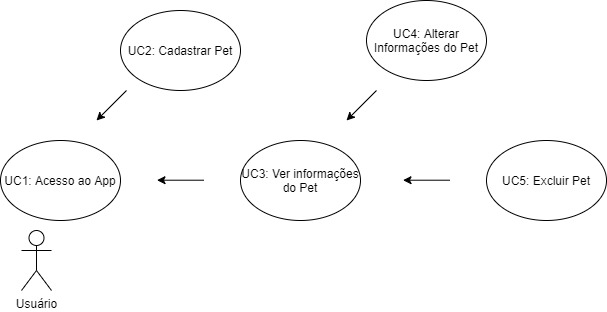 UC2: Cadastrar Pet
UC4: Alterar
Informações do Pet
UC1: Acesso ao App
UC3: Ver informações
do Pet
UC5: Excluir Pet
Usuário